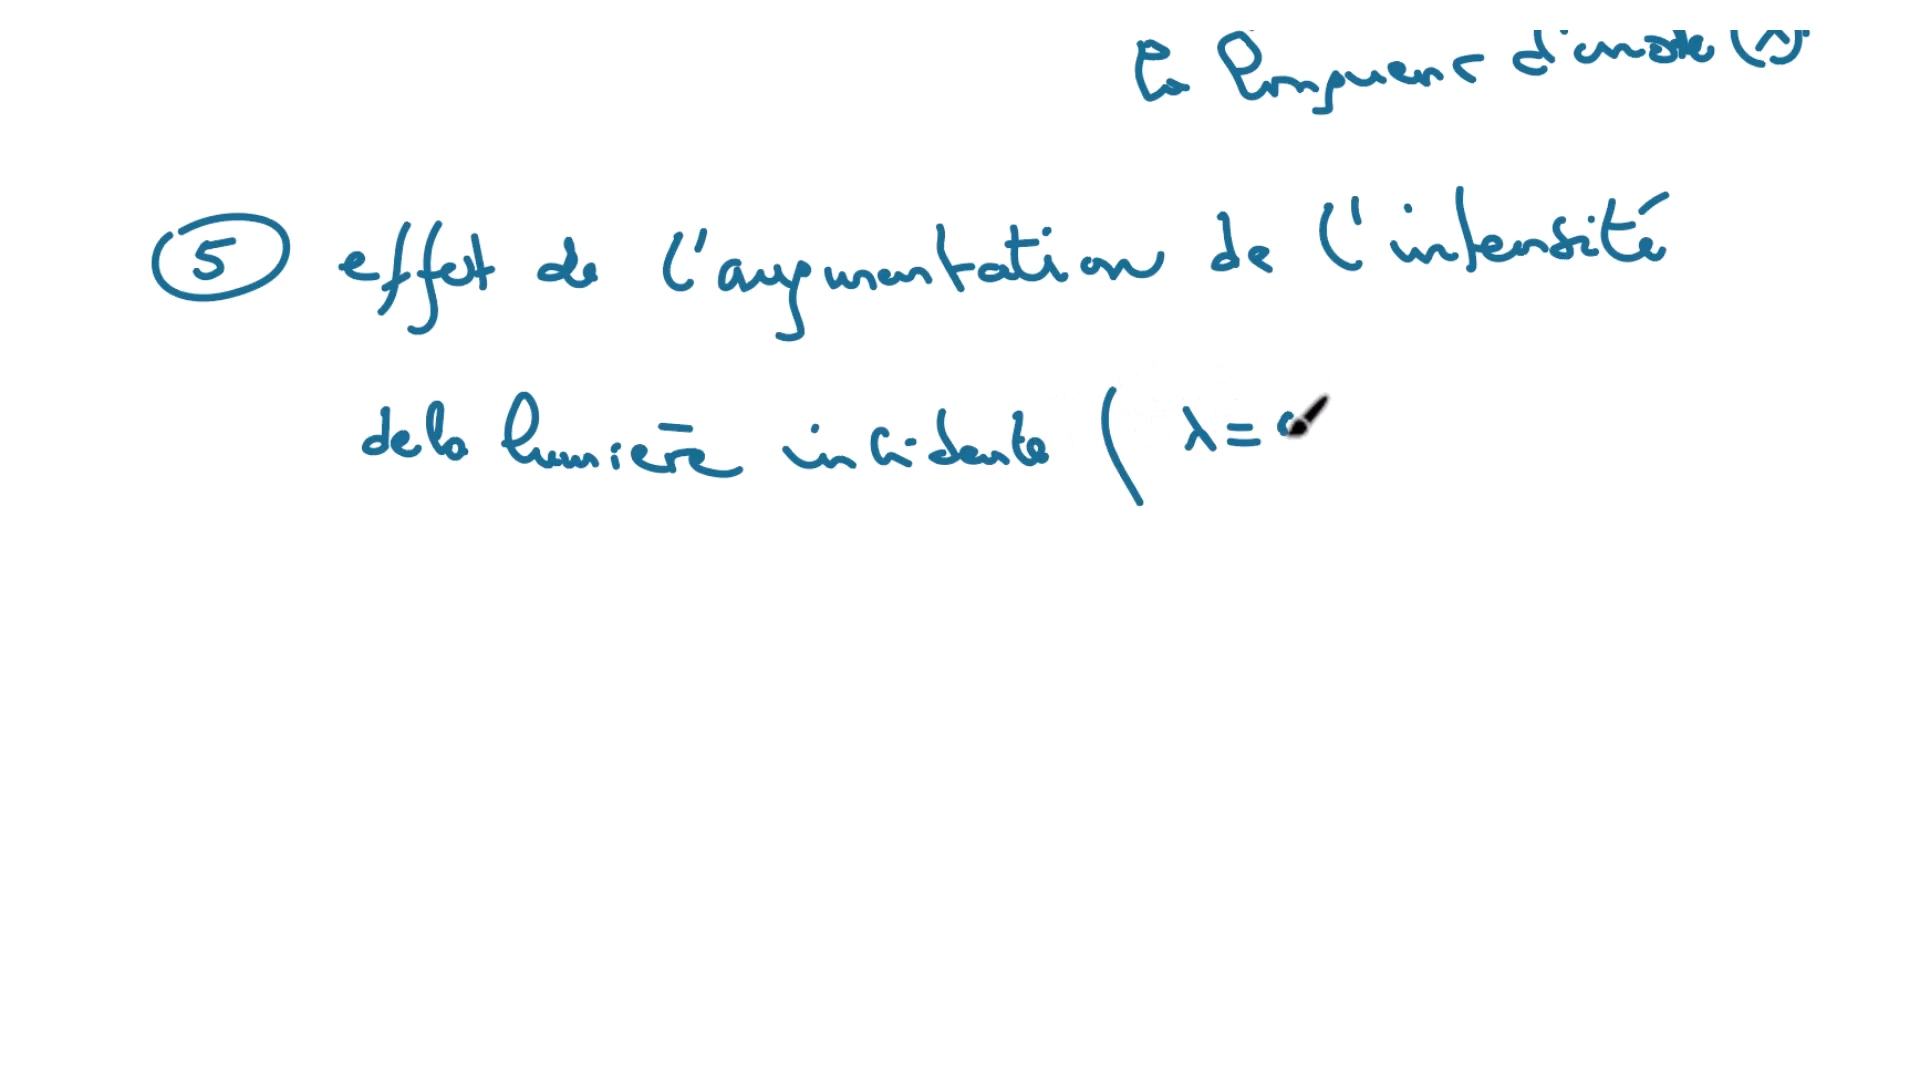 la longueur d'onde (λ).
⑤ effet de l'augmentation de l'intensité
de la lumière incidente ( λ =